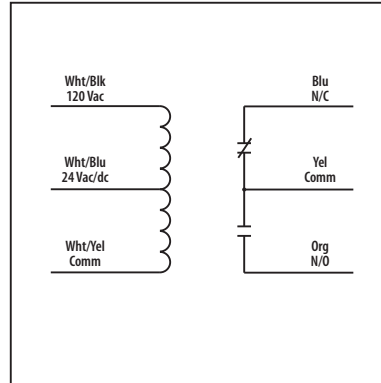 Wht/Blk
120 Vac
Blu
N/C
Wht/Blu
24 Vac/dc
Yel
Comm
Wht/Yel
Comm
Org
N/O